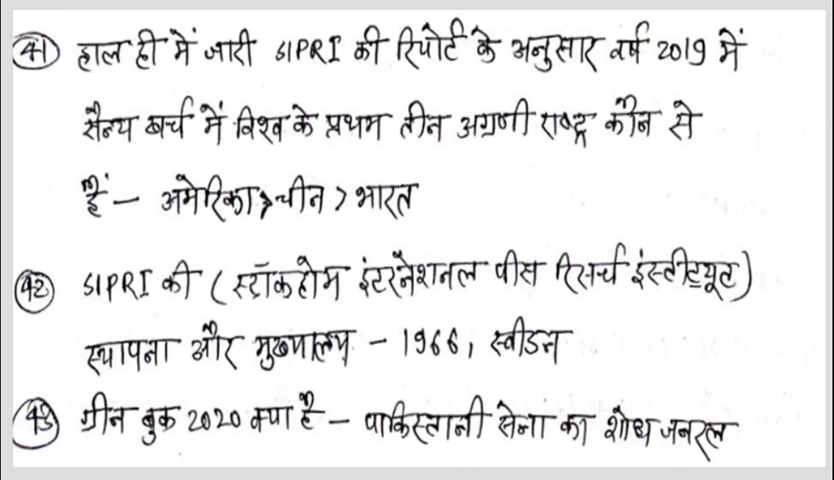 (41) हाल ही में जारी SIPRI की रिपोर्ट के अनुसार वर्ष 2019 में
सैन्य खर्च में विश्व के प्रथम तीन अग्रणी राष्ट्र कौन से
हैं - अमेरिका > चीन > भारत
(42) SIPRI की (स्टॉकहोम इंटरनैशनल पीस रिसर्च इंस्टीट्यूट)
स्थापना और मुख्यालय - 1966, स्वीडन
(43) ग्रीन बुक 2020 क्या है - पाकिस्तानी सेना का शोध जनरल